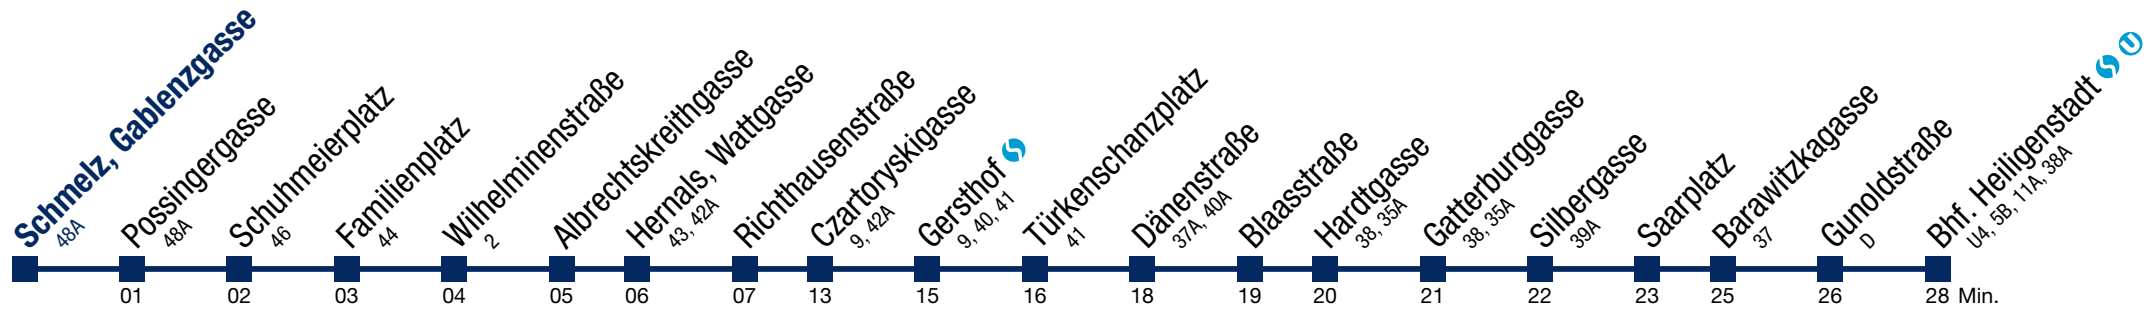 Schmelz, Gablenzgasse
48A
Possingergasse
48A
Schuhmeierplatz
46
Familienplatz
44
Wilhelminenstraße
2
Albrechtskreithgasse
Hernals, Wattgasse
43, 42A
Richthausenstraße
Czartoryskigasse
9, 42A
Gersthof S
9, 40, 41
Türkenschanzplatz
41
Dänenstraße
37A, 40A
Blaasstraße
Hardtgasse
38, 35A
Gatterburggasse
38, 35A
Silbergasse
39A
Saarplatz
Barawitzkagasse
37
Gunoldstraße
D
Bhf. Heiligenstadt S U
U4, 5B, 11A, 38A
01 02 03 04 05 06 07 13 15 16 18 19 20 21 22 23 25 26 28 Min.